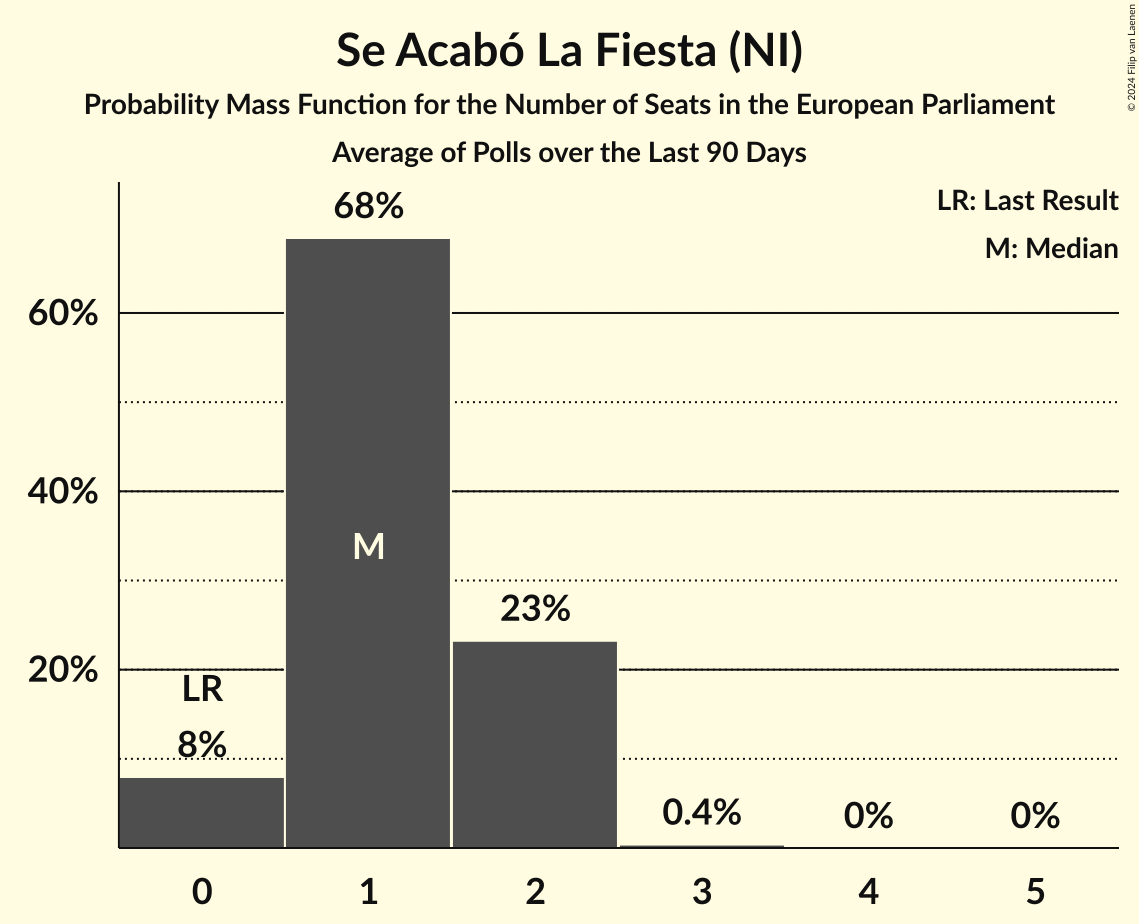 Se Acabó La Fiesta (NI)
Probability Mass Function for the Number of Seats in the European Parliament
Average of Polls over the Last 90 Days
© 2024 Filip van Laenen
LR: Last Result
M: Median
68%
60%
40%
M
23%
20%
LR
8%
0.4%
0%
0%
0 1 2 3 4 5